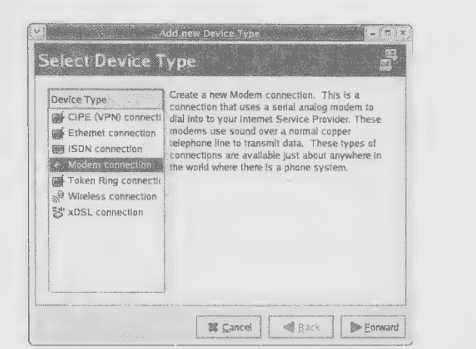 Add new Device Type
Select Device Type
Device Type
CIPE (VPN) connecti
Ethernet connection
ISDN connection
Modem connection
Token Ring connectic
Wireless connection
xDSL connection
Create a new Modem connection. This is a
connection that uses a serial analog modem to
dial into to your Internet Service Provider. These
modems use sound over a normal copper
telephone line to transmit data. These types of
connections are available just about anywhere in
the world where there is a phone system.
Cancel
Back
Forward